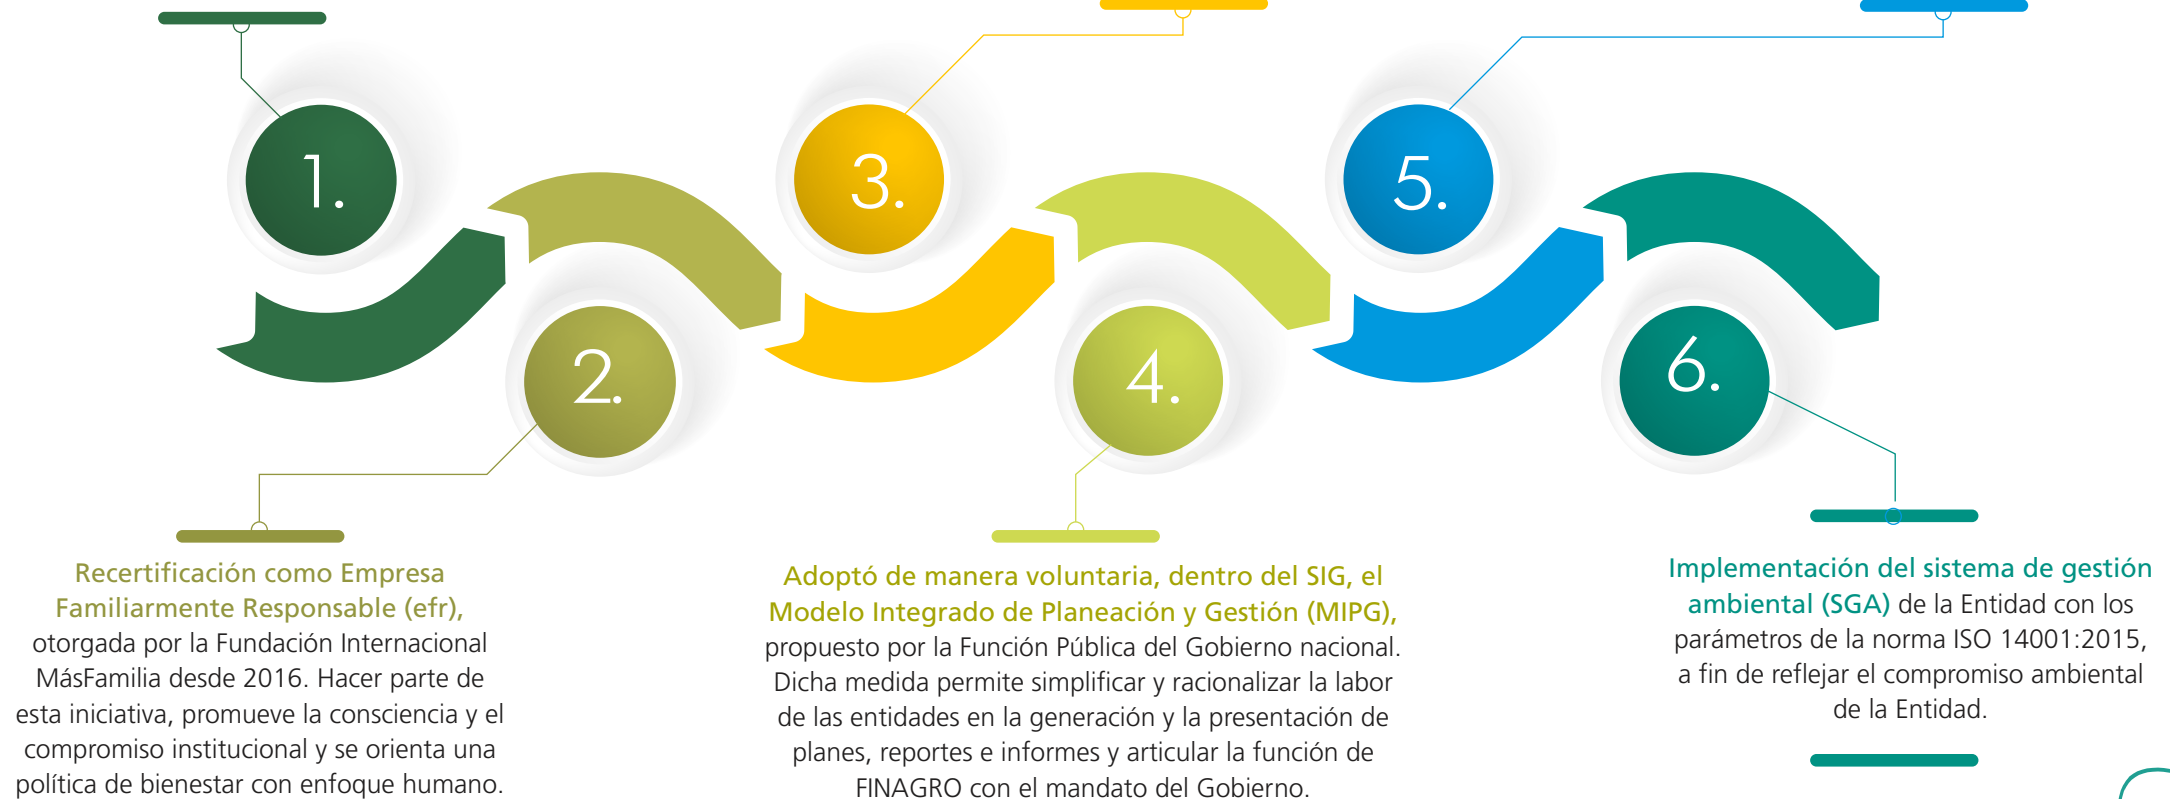 1.
3.
5.
2.
4.
6.
Recertificación como Empresa
Familiarmente Responsable (efr),
otorgada por la Fundación Internacional
MásFamilia desde 2016. Hacer parte de
esta iniciativa, promueve la consciencia y el
compromiso institucional y se orienta una
política de bienestar con enfoque humano.
Adoptó de manera voluntaria, dentro del SIG, el
Modelo Integrado de Planeación y Gestión (MIPG),
propuesto por la Función Pública del Gobierno nacional.
Dicha medida permite simplificar y racionalizar la labor
de las entidades en la generación y la presentación de
planes, reportes e informes y articular la función de
FINAGRO con el mandato del Gobierno.
Implementación del sistema de gestión
ambiental (SGA) de la Entidad con los
parámetros de la norma ISO 14001:2015,
a fin de reflejar el compromiso ambiental
de la Entidad.